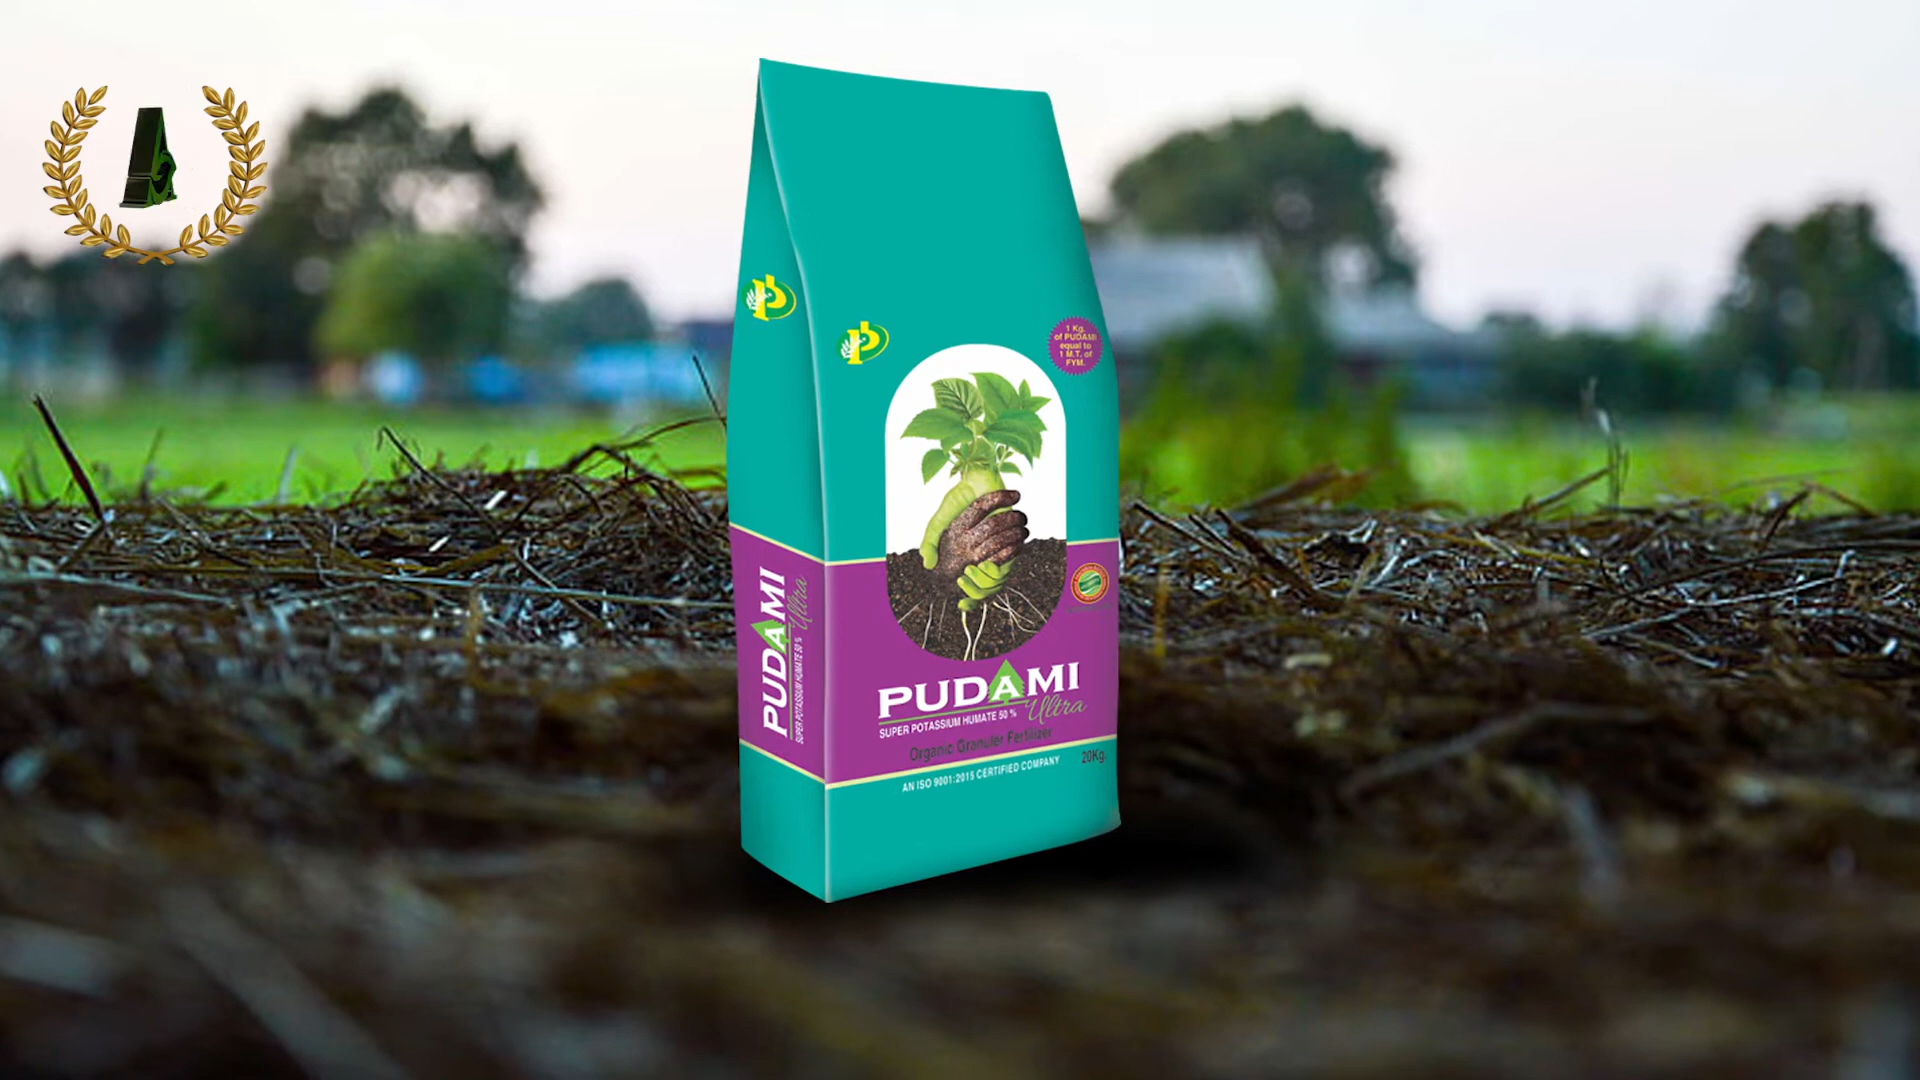 1 Kg.
of PUDAMI
equal to
1 M.T. of
FYM.
PUDAMI
Ultra
SUPER POTASSIUM HUMATE 50 %
Organic Granuler Fertilizer
20Kg.
AN ISO 9001:2015 CERTIFIED COMPANY
PUDAMI
Ultra
SUPER POTASSIUM HUMATE 50 %